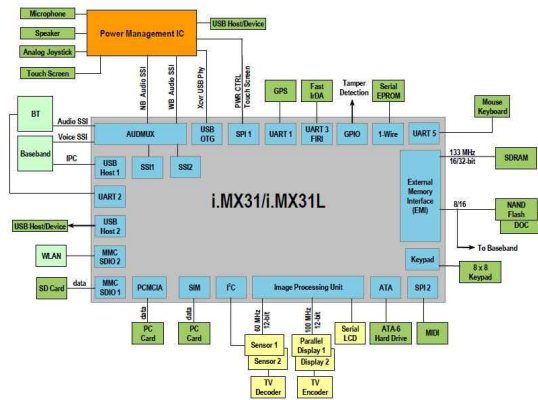 Microphone
Speaker
Analog Joystick
Touch Screen
Power Management IC
USB Host/Device
WB Audio SSI
WB Audio SSI
Xcvr USB Phy
PWR CTRL
Touch Screen
GPS
Fast
IrDA
Tamper
Detection
Serial
EPROM
Mouse
Keyboard
BT
Audio SSI
Voice SSI
Baseband
IPC
AUDMUX
SSI1
SSI2
USB
OTG
SPI 1
UART 1
UART 3
FIRI
GPIO
1-Wire
UART 5
USB
Host 1
UART 2
i.MX31/i.MX31L
External
Memory
Interface
(EMI)
133 MHz
16/32-bit
SDRAM
8/16
NAND
Flash
DOC
To Baseband
USB Host/Device
USB
Host 2
WLAN
MMC
SDIO 2
Keypad
8 x 8
Keypad
SD Card
data
MMC
SDIO 1
PCMCIA
SIM
I²C
Image Processing Unit
ATA
SPI 2
data
data
60 MHz
12-bit
100 MHz
12-bit
PC
Card
PC
Card
Sensor 1
Sensor 2
Parallel
Display 1
Display 2
Serial
LCD
ATA-6
Hard Drive
MIDI
TV
Decoder
TV
Encoder